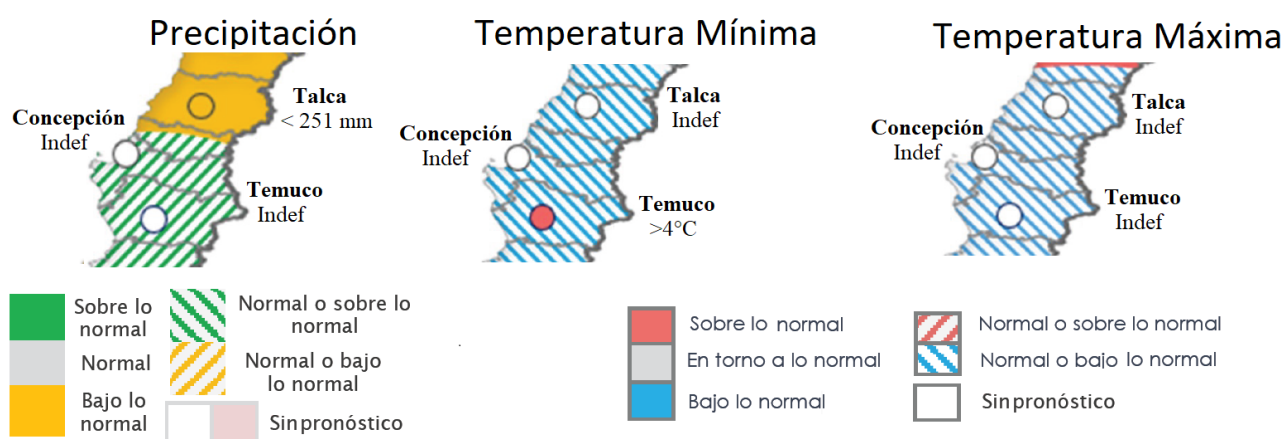 Precipitación
Temperatura Mínima
Temperatura Máxima
Concepción
Indef
Talca
< 251 mm
Temuco
Indef
Concepción
Indef
Talca
Indef
Temuco
>4°C
Concepción
Indef
Talca
Indef
Temuco
Indef
Sobre lo
normal
Normal
Bajo lo
normal
Normal o sobre lo
normal
Normal o bajo
lo normal
Sin pronóstico
Sobre lo normal
En torno a lo normal
Bajo lo normal
Normal o sobre lo normal
Normal o bajo lo normal
Sin pronóstico